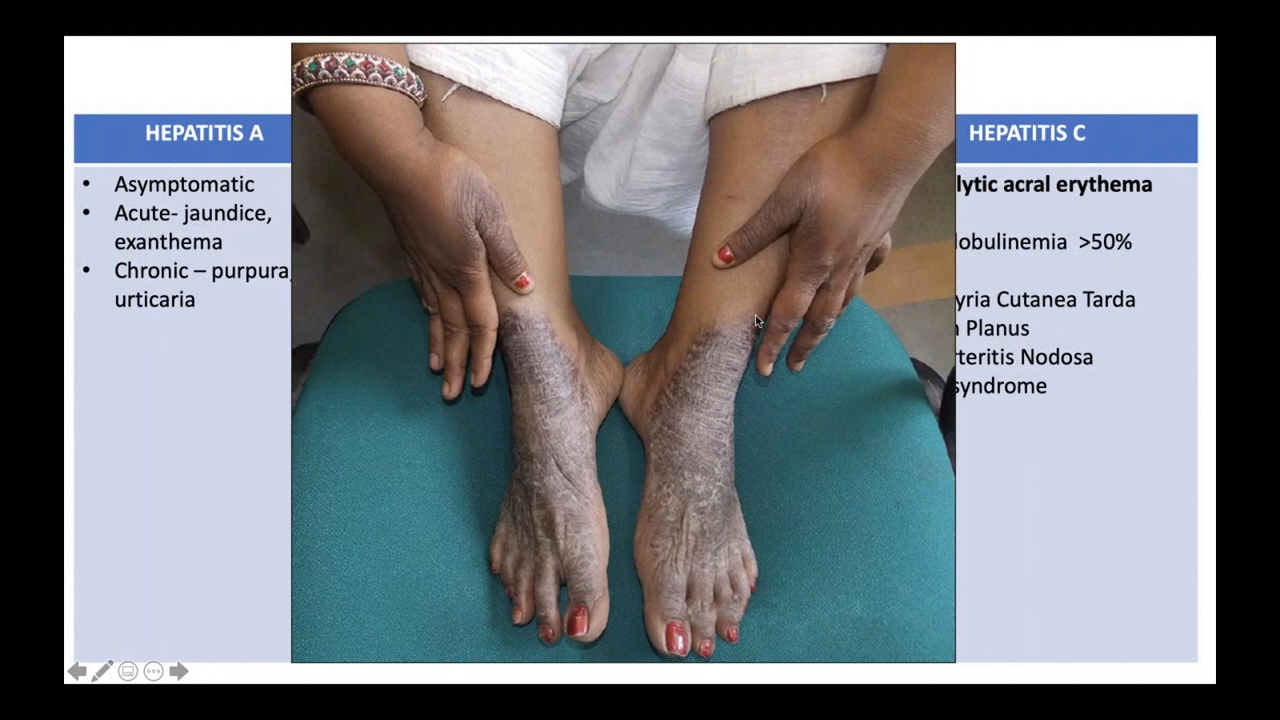 HEPATITIS A
• Asymptomatic
• Acute- jaundice,
exanthema
• Chronic – purpura,
urticaria
HEPATITIS C
lytic acral erythema
lobulinemia >50%
yria Cutanea Tarda
Planus
rteritis Nodosa
syndrome